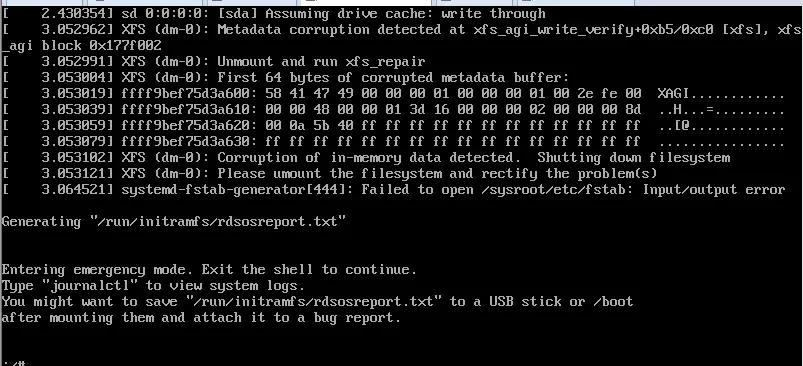 [    2.430354] sd 0:0:0:0: [sda] Assuming drive cache: write through
[    3.052962] XFS (dm-0): Metadata corruption detected at xfs_agi_write_verify+0xb5/0xc0 [xfs], xfs
_agi block 0x177f002
[    3.052991] XFS (dm-0): Unmount and run xfs_repair
[    3.053004] XFS (dm-0): First 64 bytes of corrupted metadata buffer:
[    3.053019] ffff9bef75d3a600: 58 41 47 49 00 00 00 01 00 00 00 01 00 2e fe 00  XAGI............
[    3.053039] ffff9bef75d3a610: 00 00 48 00 00 01 3d 16 00 00 00 02 00 00 00 8d  ..H...=.........
[    3.053059] ffff9bef75d3a620: 00 0a 5b 40 ff ff ff ff ff ff ff ff ff ff ff ff  ..[@............
[    3.053079] ffff9bef75d3a630: ff ff ff ff ff ff ff ff ff ff ff ff ff ff ff ff  ................
[    3.053102] XFS (dm-0): Corruption of in-memory data detected.  Shutting down filesystem
[    3.053121] XFS (dm-0): Please umount the filesystem and rectify the problem(s)
[    3.064521] systemd-fstab-generator[444]: Failed to open /sysroot/etc/fstab: Input/output error
Generating "/run/initramfs/rdsosreport.txt"
Entering emergency mode. Exit the shell to continue.
Type "journalctl" to view system logs.
You might want to save "/run/initramfs/rdsosreport.txt" to a USB stick or /boot
after mounting them and attach it to a bug report.
:/#